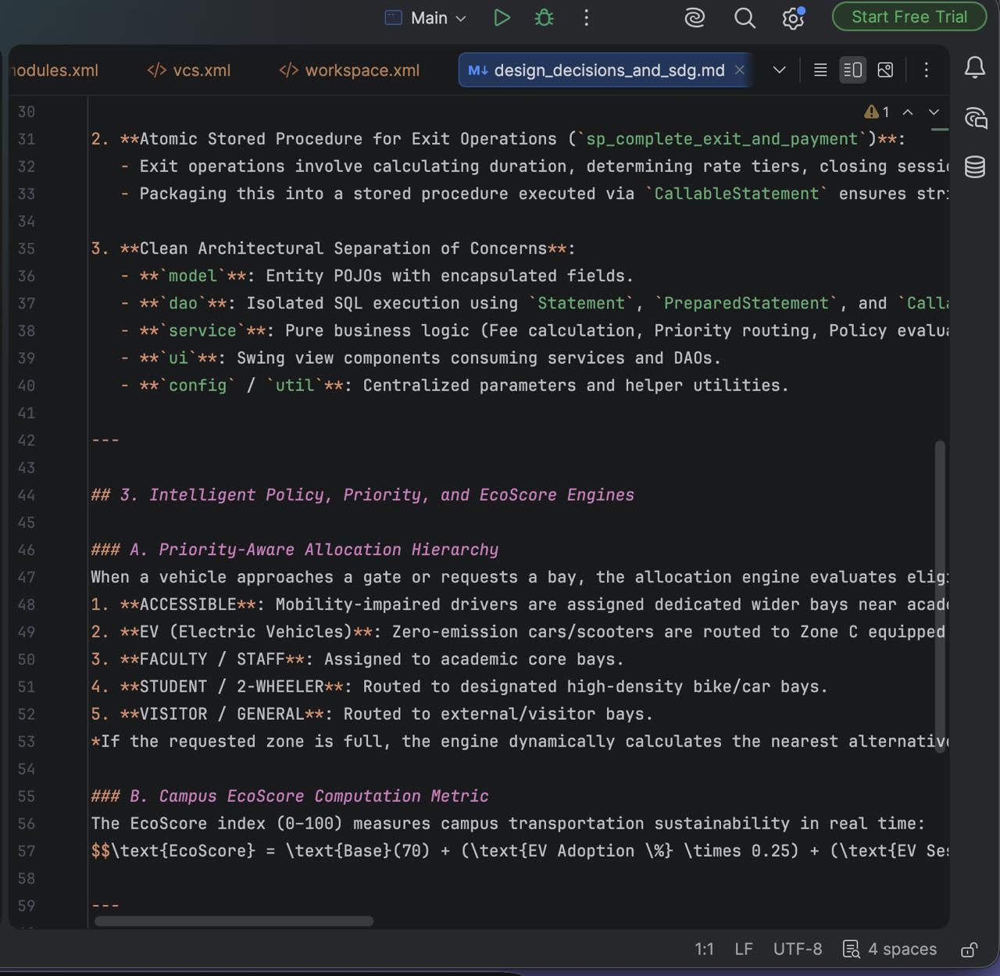 Main
Start Free Trial
odules.xml
</> vcs.xml
</> workspace.xml
M↓ design_decisions_and_sdg.md
1
30
31 2. **Atomic Stored Procedure for Exit Operations (`sp_complete_exit_and_payment`)**:
32 - Exit operations involve calculating duration, determining rate tiers, closing sessi
33 - Packaging this into a stored procedure executed via `CallableStatement` ensures stri
34
35 3. **Clean Architectural Separation of Concerns**:
36 - **`model`**: Entity POJOs with encapsulated fields.
37 - **`dao`**: Isolated SQL execution using `Statement`, `PreparedStatement`, and `Calla
38 - **`service`**: Pure business logic (Fee calculation, Priority routing, Policy evalua
39 - **`ui`**: Swing view components consuming services and DAOs.
40 - **`config` / `util`**: Centralized parameters and helper utilities.
41
42 ---
43
44 ## 3. Intelligent Policy, Priority, and EcoScore Engines
45
46 ### A. Priority-Aware Allocation Hierarchy
47 When a vehicle approaches a gate or requests a bay, the allocation engine evaluates elig
48 1. **ACCESSIBLE**: Mobility-impaired drivers are assigned dedicated wider bays near acad
49 2. **EV (Electric Vehicles)**: Zero-emission cars/scooters are routed to Zone C equipped
50 3. **FACULTY / STAFF**: Assigned to academic core bays.
51 4. **STUDENT / 2-WHEELER**: Routed to designated high-density bike/car bays.
52 5. **VISITOR / GENERAL**: Routed to external/visitor bays.
53 *If the requested zone is full, the engine dynamically calculates the nearest alternativ
54
55 ### B. Campus EcoScore Computation Metric
56 The EcoScore index (0–100) measures campus transportation sustainability in real time:
57 $$\text{EcoScore} = \text{Base}(70) + (\text{EV Adoption \%} \times 0.25) + (\text{EV Ses
58
59 ---
1:1 LF UTF-8 4 spaces